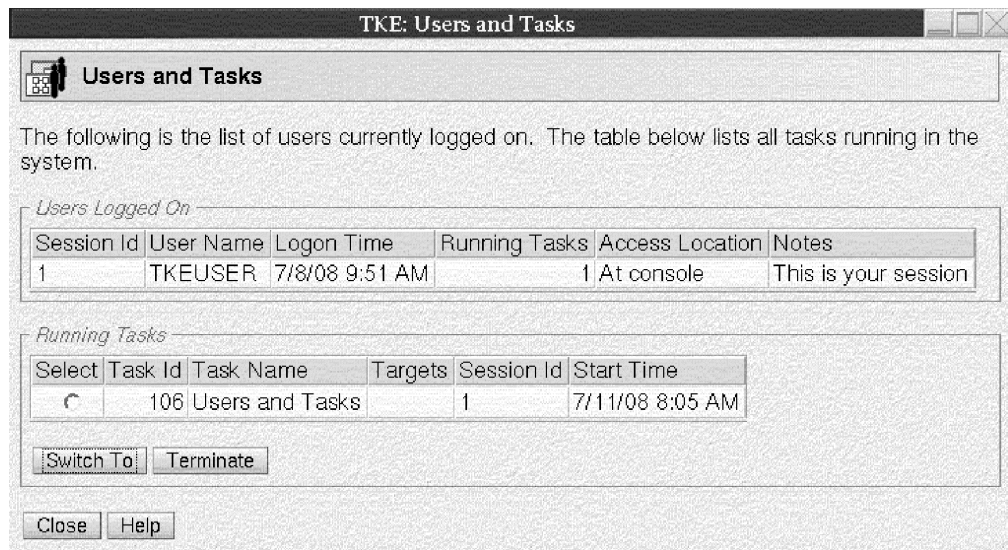 TKE: Users and Tasks
Users and Tasks
The following is the list of users currently logged on. The table below lists all tasks running in the
system.
Users Logged On
Session Id User Name Logon Time Running Tasks Access Location Notes
1 TKEUSER 7/8/08 9:51 AM 1 At console This is your session
Running Tasks
Select Task Id Task Name Targets Session Id Start Time
106 Users and Tasks 1 7/11/08 8:05 AM
Switch To Terminate
Close Help